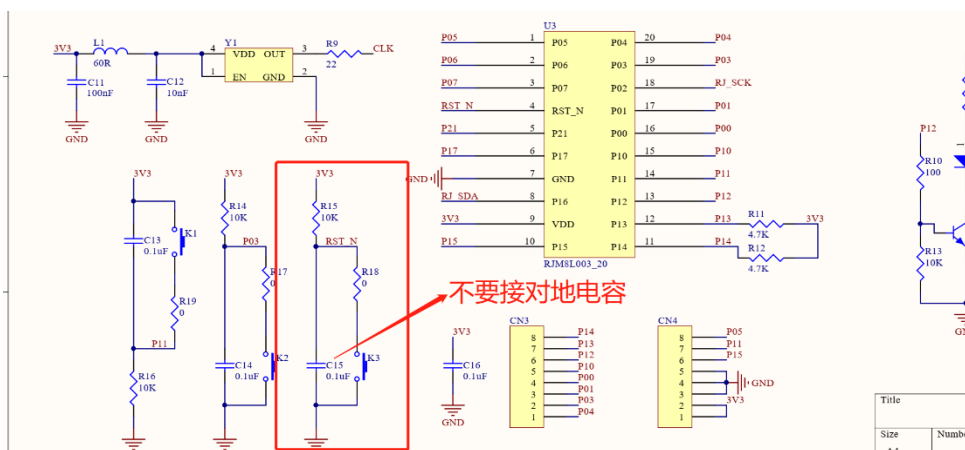 U3
3V3 L1 60R
C11 100nF
C12 10nF
GND GND GND
Y1
4 VDD OUT 3
1 EN GND 2
R9 22 CLK
P05 1 P05 P04 20 P04
P06 2 P06 P03 19 P03
P07 3 P07 P02 18 RJ_SCK
RST_N 4 RST_N P01 17 P01
P21 5 P21 P00 16 P00
P17 6 P17 P10 15 P10
GND 7 GND P11 14 P11
RJ_SDA 8 P16 P12 13 P12
3V3 9 VDD P13 12 P13 R11 4.7K 3V3
P15 10 P15 P14 11 P14 R12 4.7K
RJM8L003_20
P12
R10 100
R13 10K
3V3
C13 0.1uF
K1
R19 0
P11
R16 10K
3V3
R14 10K
P03
R17 0
C14 0.1uF
K2
3V3
R15 10K
RST_N
R18 0
C15 0.1uF
K3
不要接对地电容
3V3
C16 0.1uF
GND
CN3
8 P14
7 P13
6 P12
5 P10
4 P00
3 P01
2 P03
1 P04
CN4
8 P05
7 P11
6 P15
5
4 GND
3
2 3V3
1
Title
Size